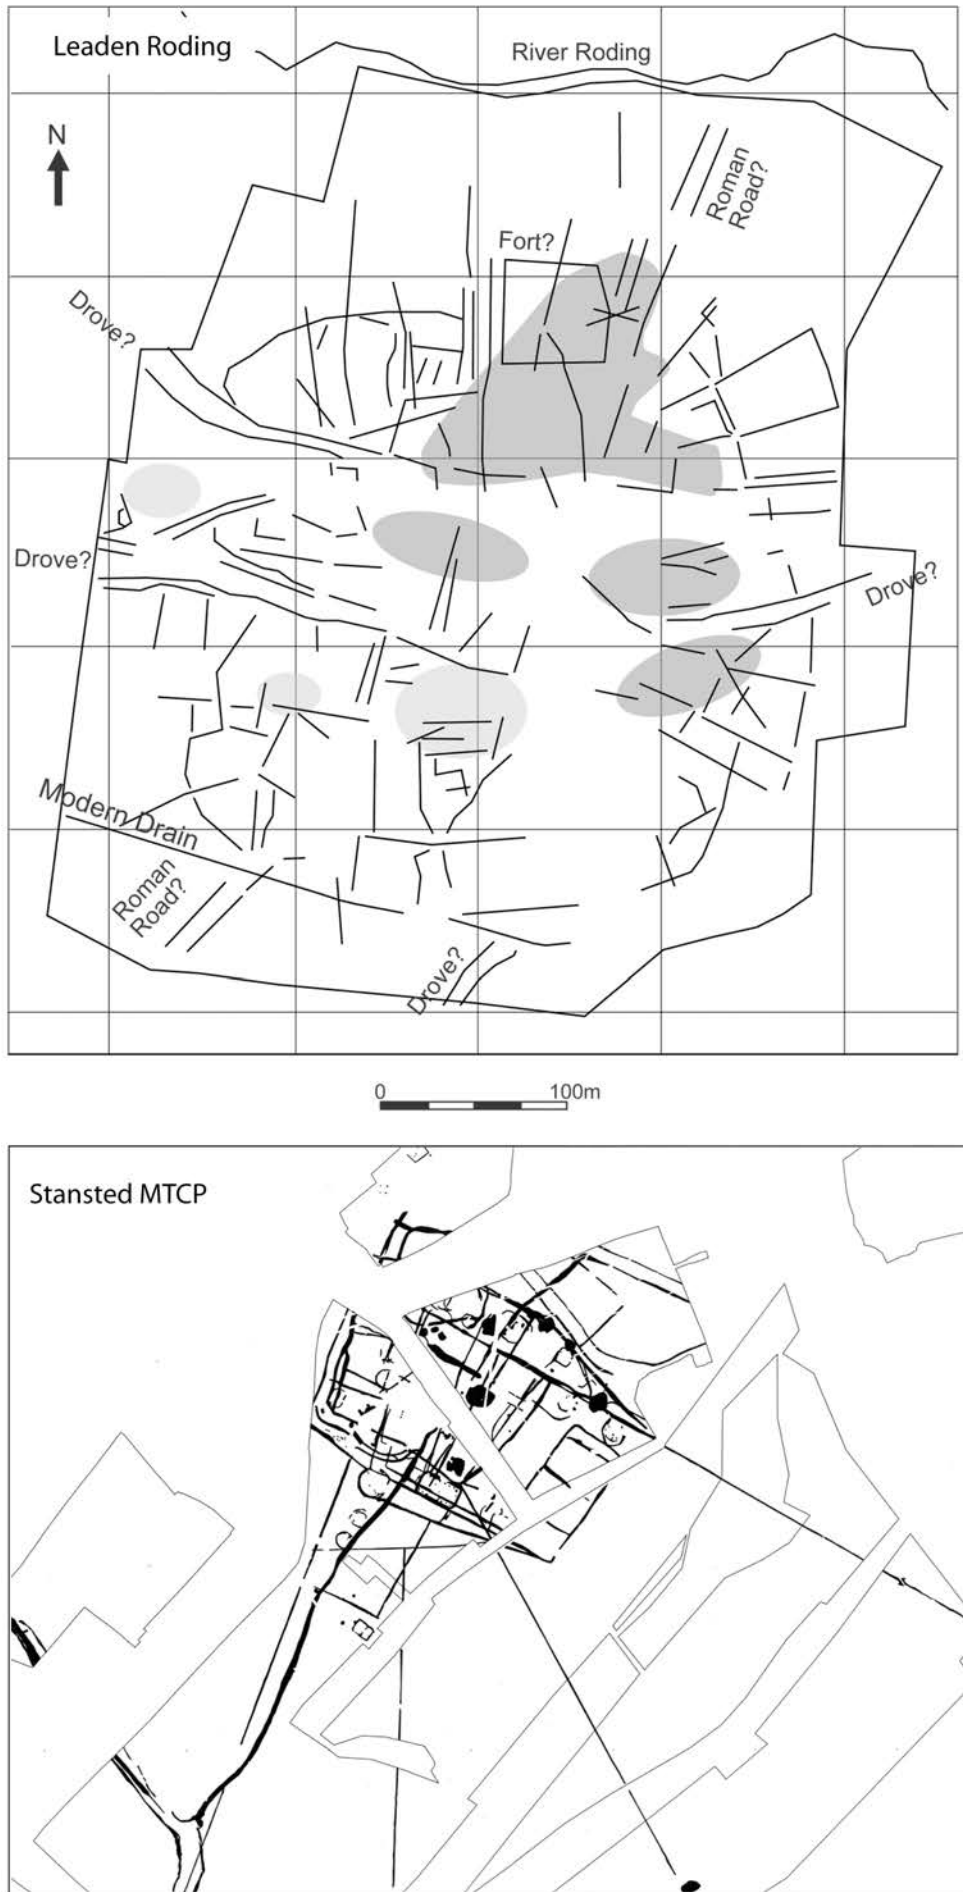 Leaden Roding
River Roding
N
Roman
Road?
Fort?
Drove?
Drove?
Drove?
Modern Drain
Roman
Road?
Drove?
0 100m
Stansted MTCP